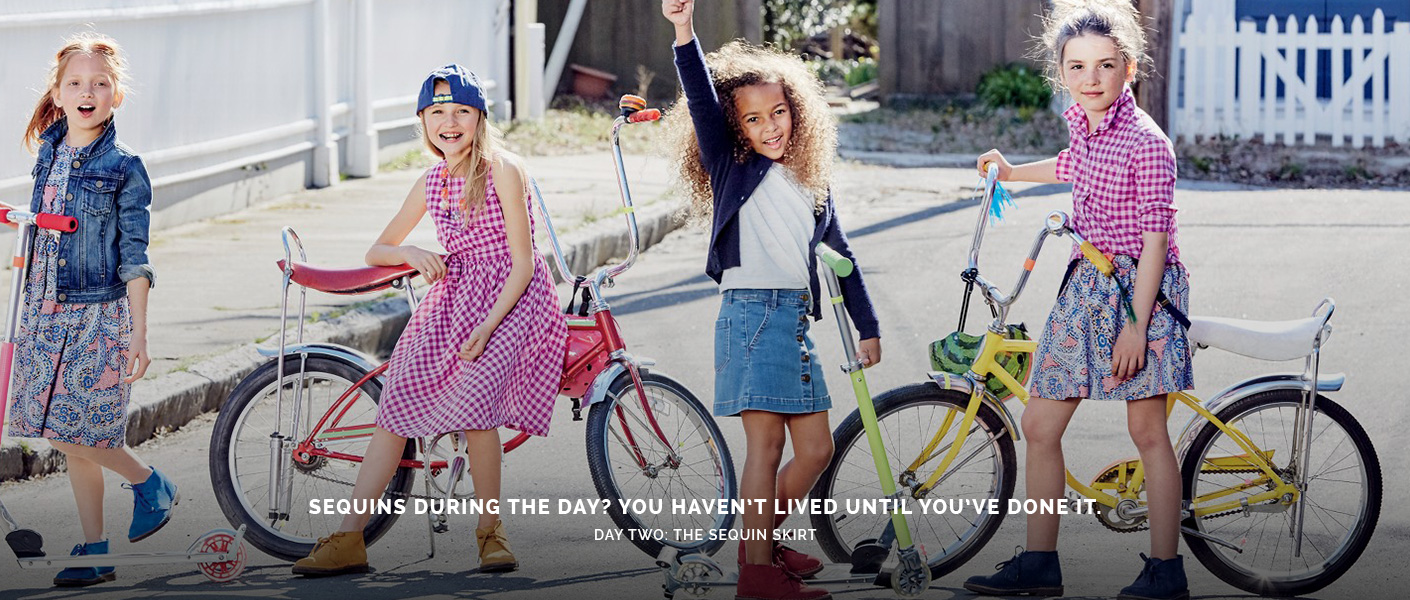 SEQUINS DURING THE DAY? YOU HAVEN'T LIVED UNTIL YOU'VE DONE IT.
DAY TWO: THE SEQUIN SKIRT